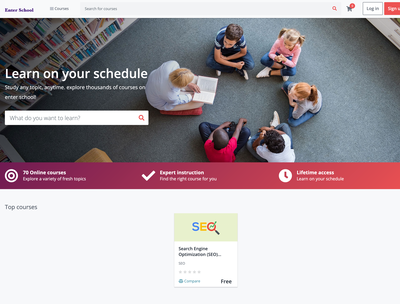 Enter School
Courses
Search for courses
0
Log in
Sign u
Learn on your schedule
Study any topic, anytime. explore thousands of courses on
enter school!
What do you want to learn?
70 Online courses
Explore a variety of fresh topics
Expert instruction
Find the right course for you
Lifetime access
Learn on your schedule
Top courses
SEO
Search Engine
Optimization (SEO)...
SEO
Compare
Free